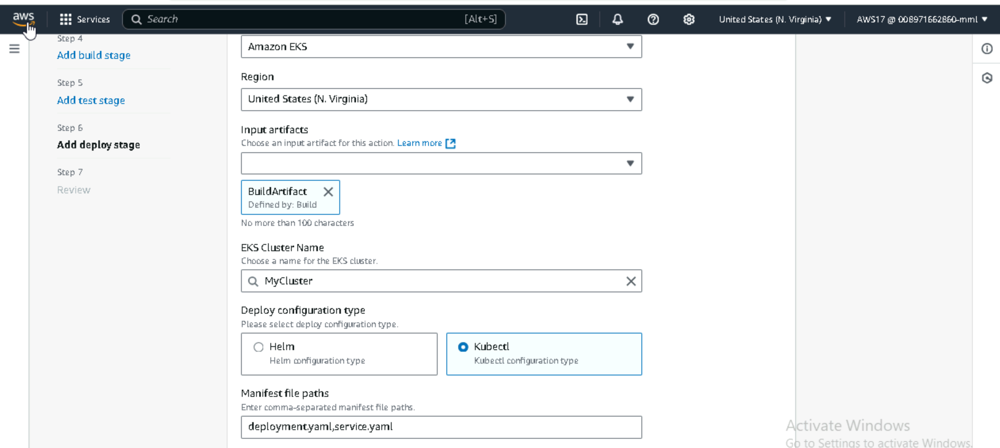 aws Services Search [Alt+S] United States (N. Virginia) AWS17 @ 008971662860-mml
Step 4
Add build stage
Step 5
Add test stage
Step 6
Add deploy stage
Step 7
Review
Amazon EKS
Region
United States (N. Virginia)
Input artifacts
Choose an input artifact for this action. Learn more
BuildArtifact
Defined by: Build
No more than 100 characters
EKS Cluster Name
Choose a name for the EKS cluster.
MyCluster
Deploy configuration type
Please select deploy configuration type.
Helm
Helm configuration type
Kubectl
Kubectl configuration type
Manifest file paths
Enter comma-separated manifest file paths.
deployment.yaml,service.yaml
Activate Windows
Go to Settings to activate Windows.